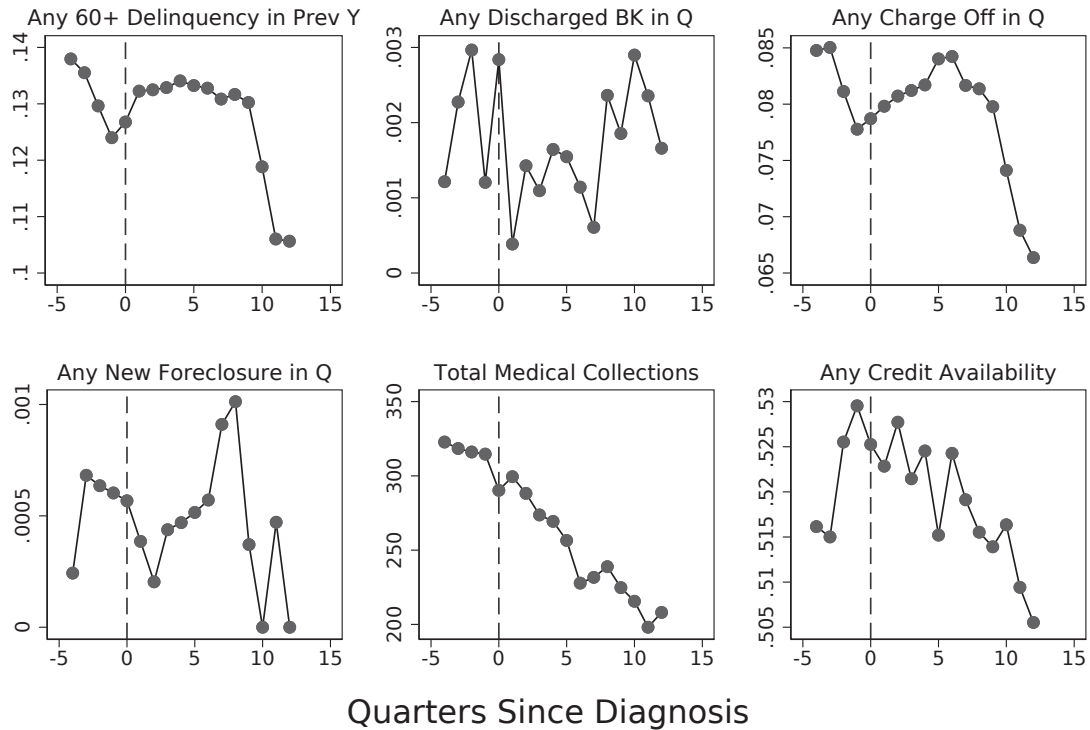 Any 60+ Delinquency in Prev Y
.14
.13
.12
.11
.1
-5 0 5 10 15
Any Discharged BK in Q
.003
.002
.001
0
-5 0 5 10 15
Any Charge Off in Q
.085
.08
.075
.07
.065
-5 0 5 10 15
Any New Foreclosure in Q
.001
.0005
0
-5 0 5 10 15
Total Medical Collections
350
300
250
200
-5 0 5 10 15
Any Credit Availability
.53
.525
.52
.515
.51
.505
-5 0 5 10 15
Quarters Since Diagnosis